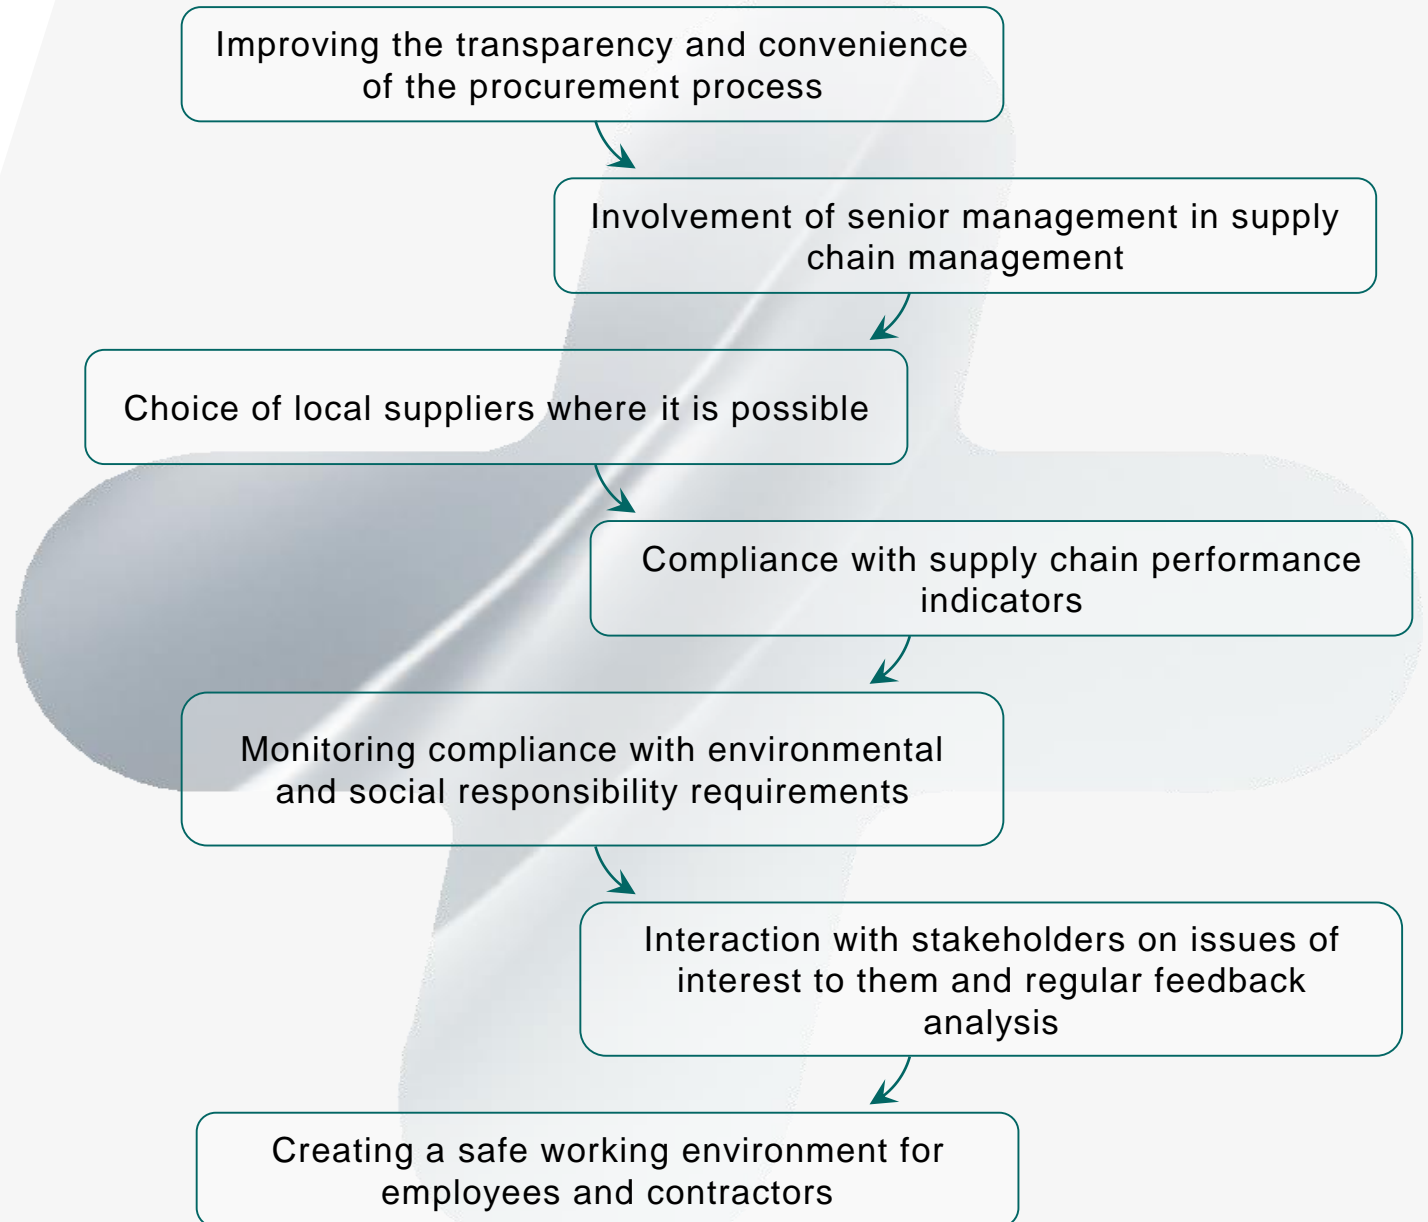 Improving the transparency and convenience
of the procurement process
Involvement of senior management in supply
chain management
Choice of local suppliers where it is possible
Compliance with supply chain performance
indicators
Monitoring compliance with environmental
and social responsibility requirements
Interaction with stakeholders on issues of
interest to them and regular feedback
analysis
Creating a safe working environment for
employees and contractors